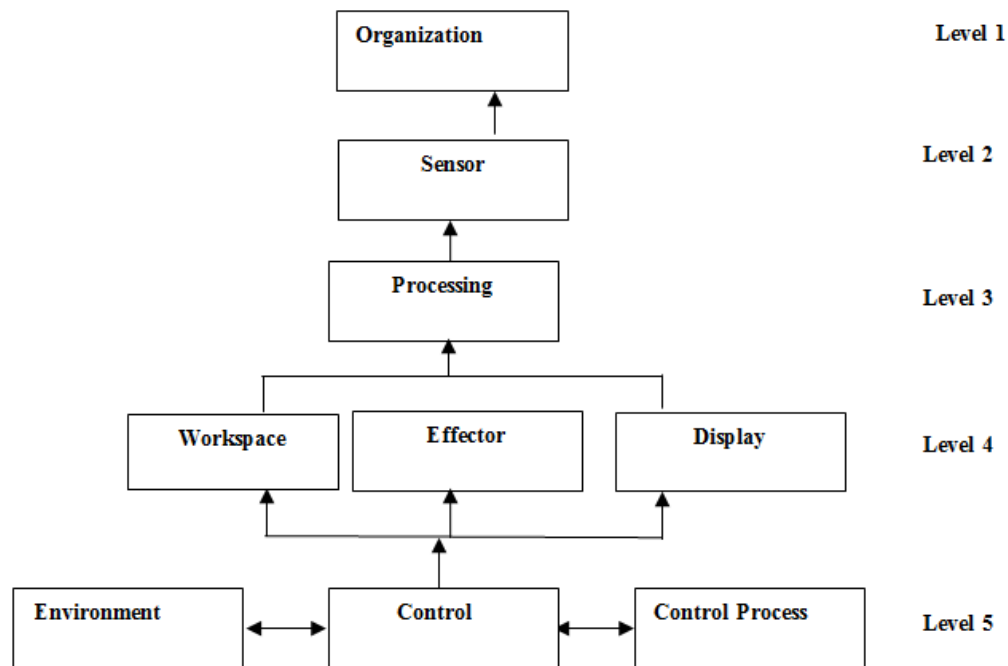 Organization
Level 1
Sensor
Level 2
Processing
Level 3
Workspace
Effector
Display
Level 4
Environment
Control
Control Process
Level 5